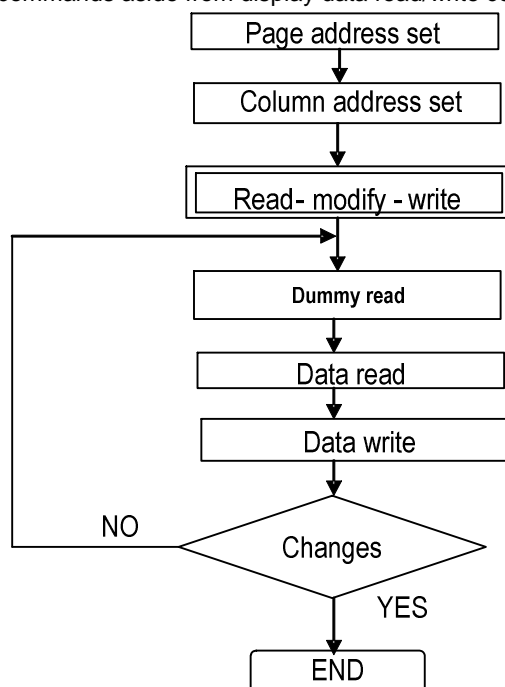 commands aside from display data read/write
Page address set
Column address set
Read- modify - write
Dummy read
Data read
Data write
Changes
NO
YES
END